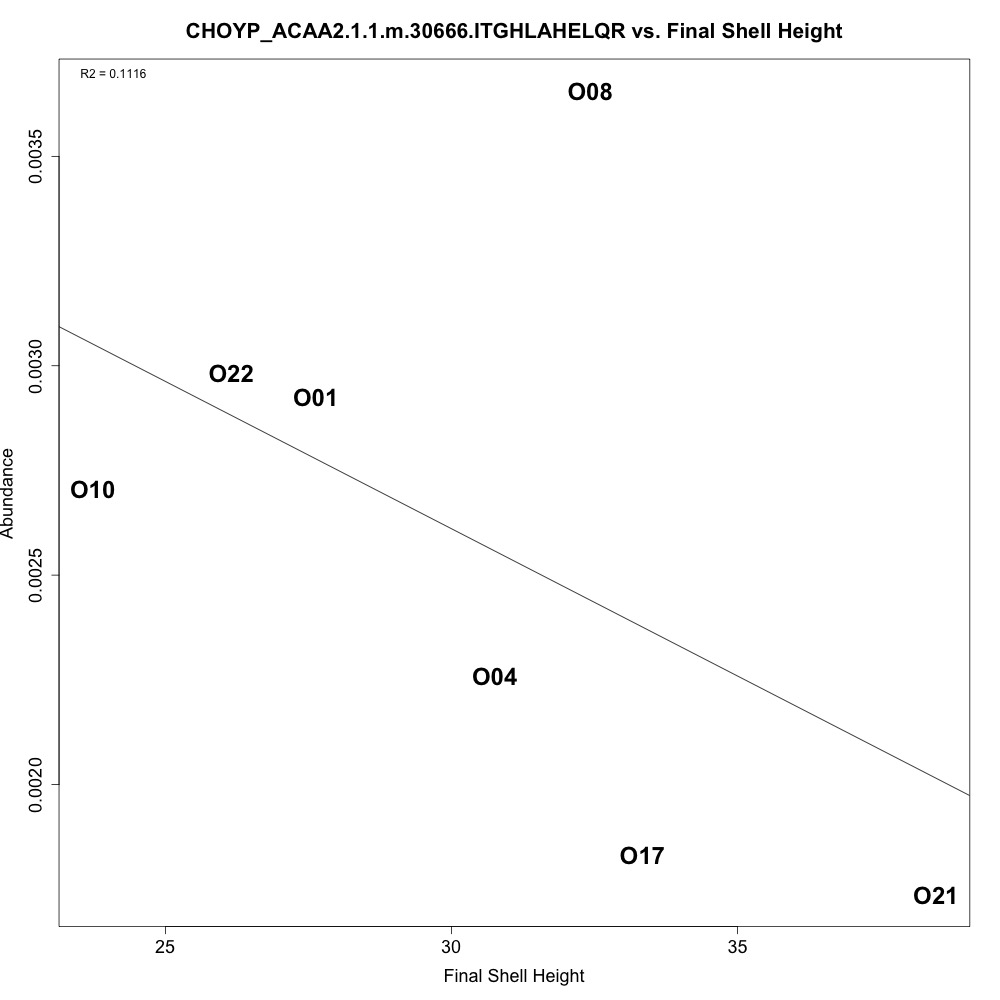 CHOYP_ACAA2.1.1.m.30666.ITGHLAHELQR vs. Final Shell Height
R2 = 0.1116
O08
0.0035
0.0030
O22
O01
O10
Abundance
0.0025
O04
0.0020
O17
O21
25 30 35
Final Shell Height